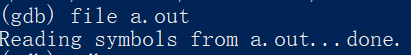 (gdb) file a.out
Reading symbols from a.out...done.